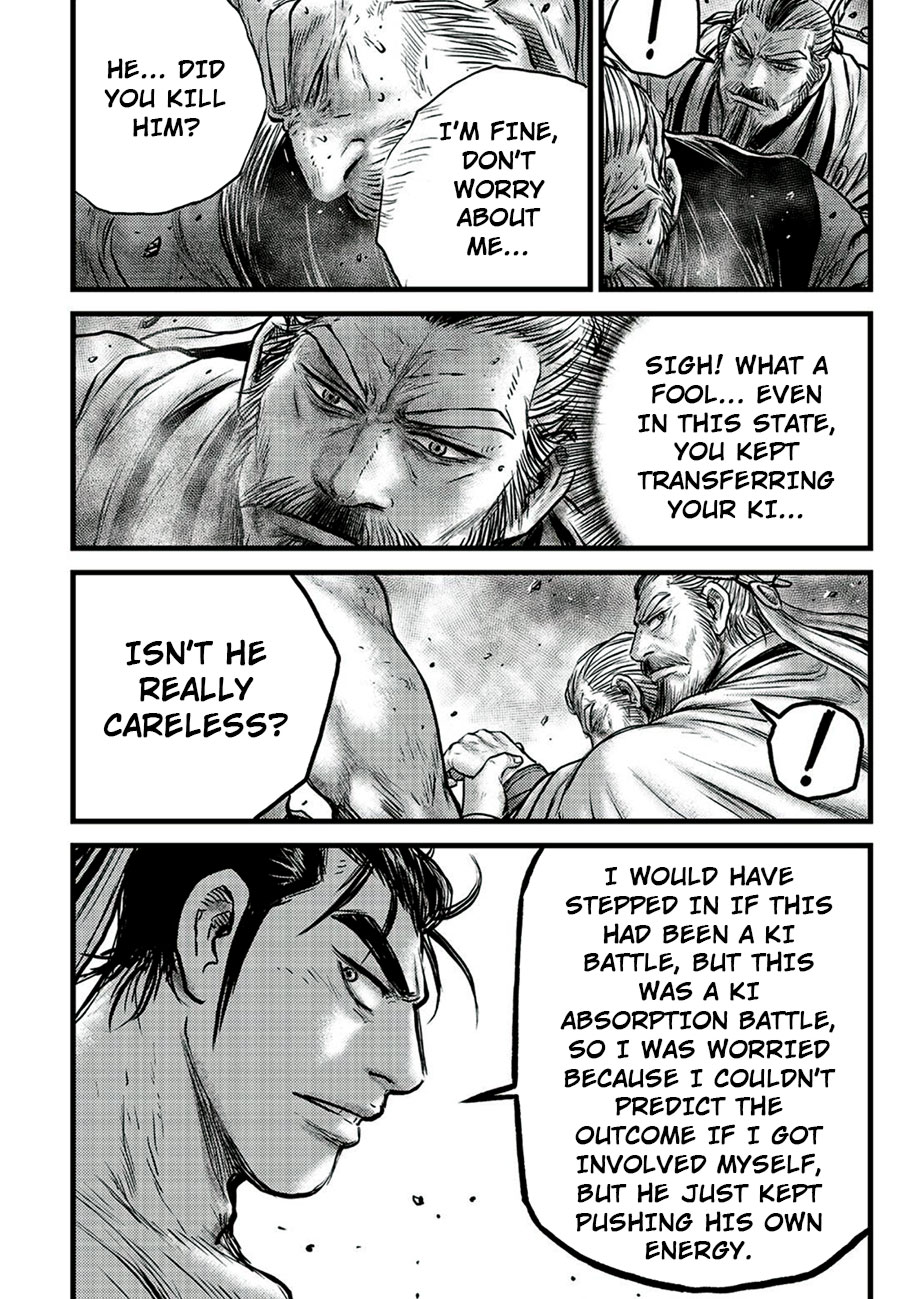 HE... DID
YOU KILL
HIM?
I'M FINE,
DON'T
WORRY
ABOUT
ME...
!
SIGH! WHAT A
FOOL... EVEN
IN THIS STATE,
YOU KEPT
TRANSFERRING
YOUR KI...
ISN'T HE
REALLY
CARELESS?
!
I WOULD HAVE
STEPPED IN IF THIS
HAD BEEN A KI
BATTLE, BUT THIS
WAS A KI
ABSORPTION BATTLE,
SO I WAS WORRIED
BECAUSE I COULDN'T
PREDICT THE
OUTCOME IF I GOT
INVOLVED MYSELF,
BUT HE JUST KEPT
PUSHING HIS OWN
ENERGY.